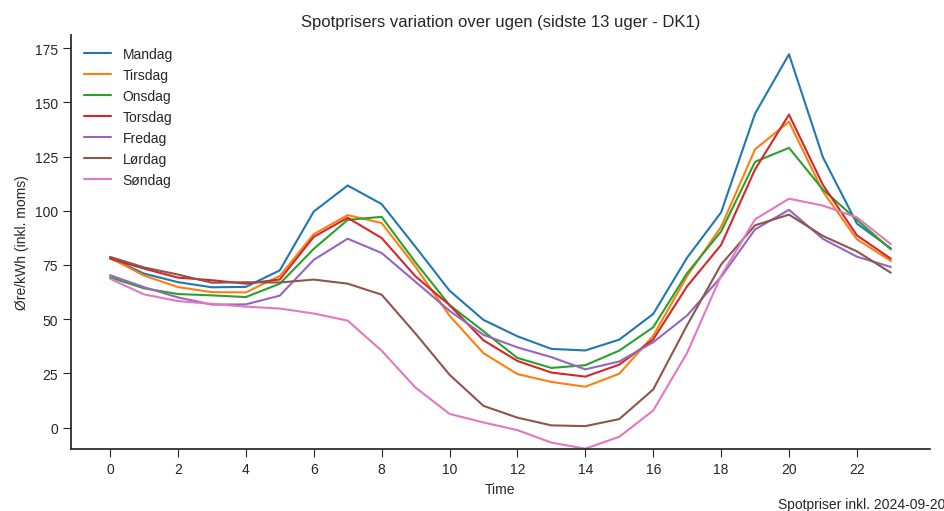 Spotprisers variation over ugen (sidste 13 uger - DK1)
Øre/kWh (inkl. moms)
175
150
125
100
75
50
25
0
Mandag
Tirsdag
Onsdag
Torsdag
Fredag
Lørdag
Søndag
0 2 4 6 8 10 12 14 16 18 20 22
Time
Spotpriser inkl. 2024-09-20